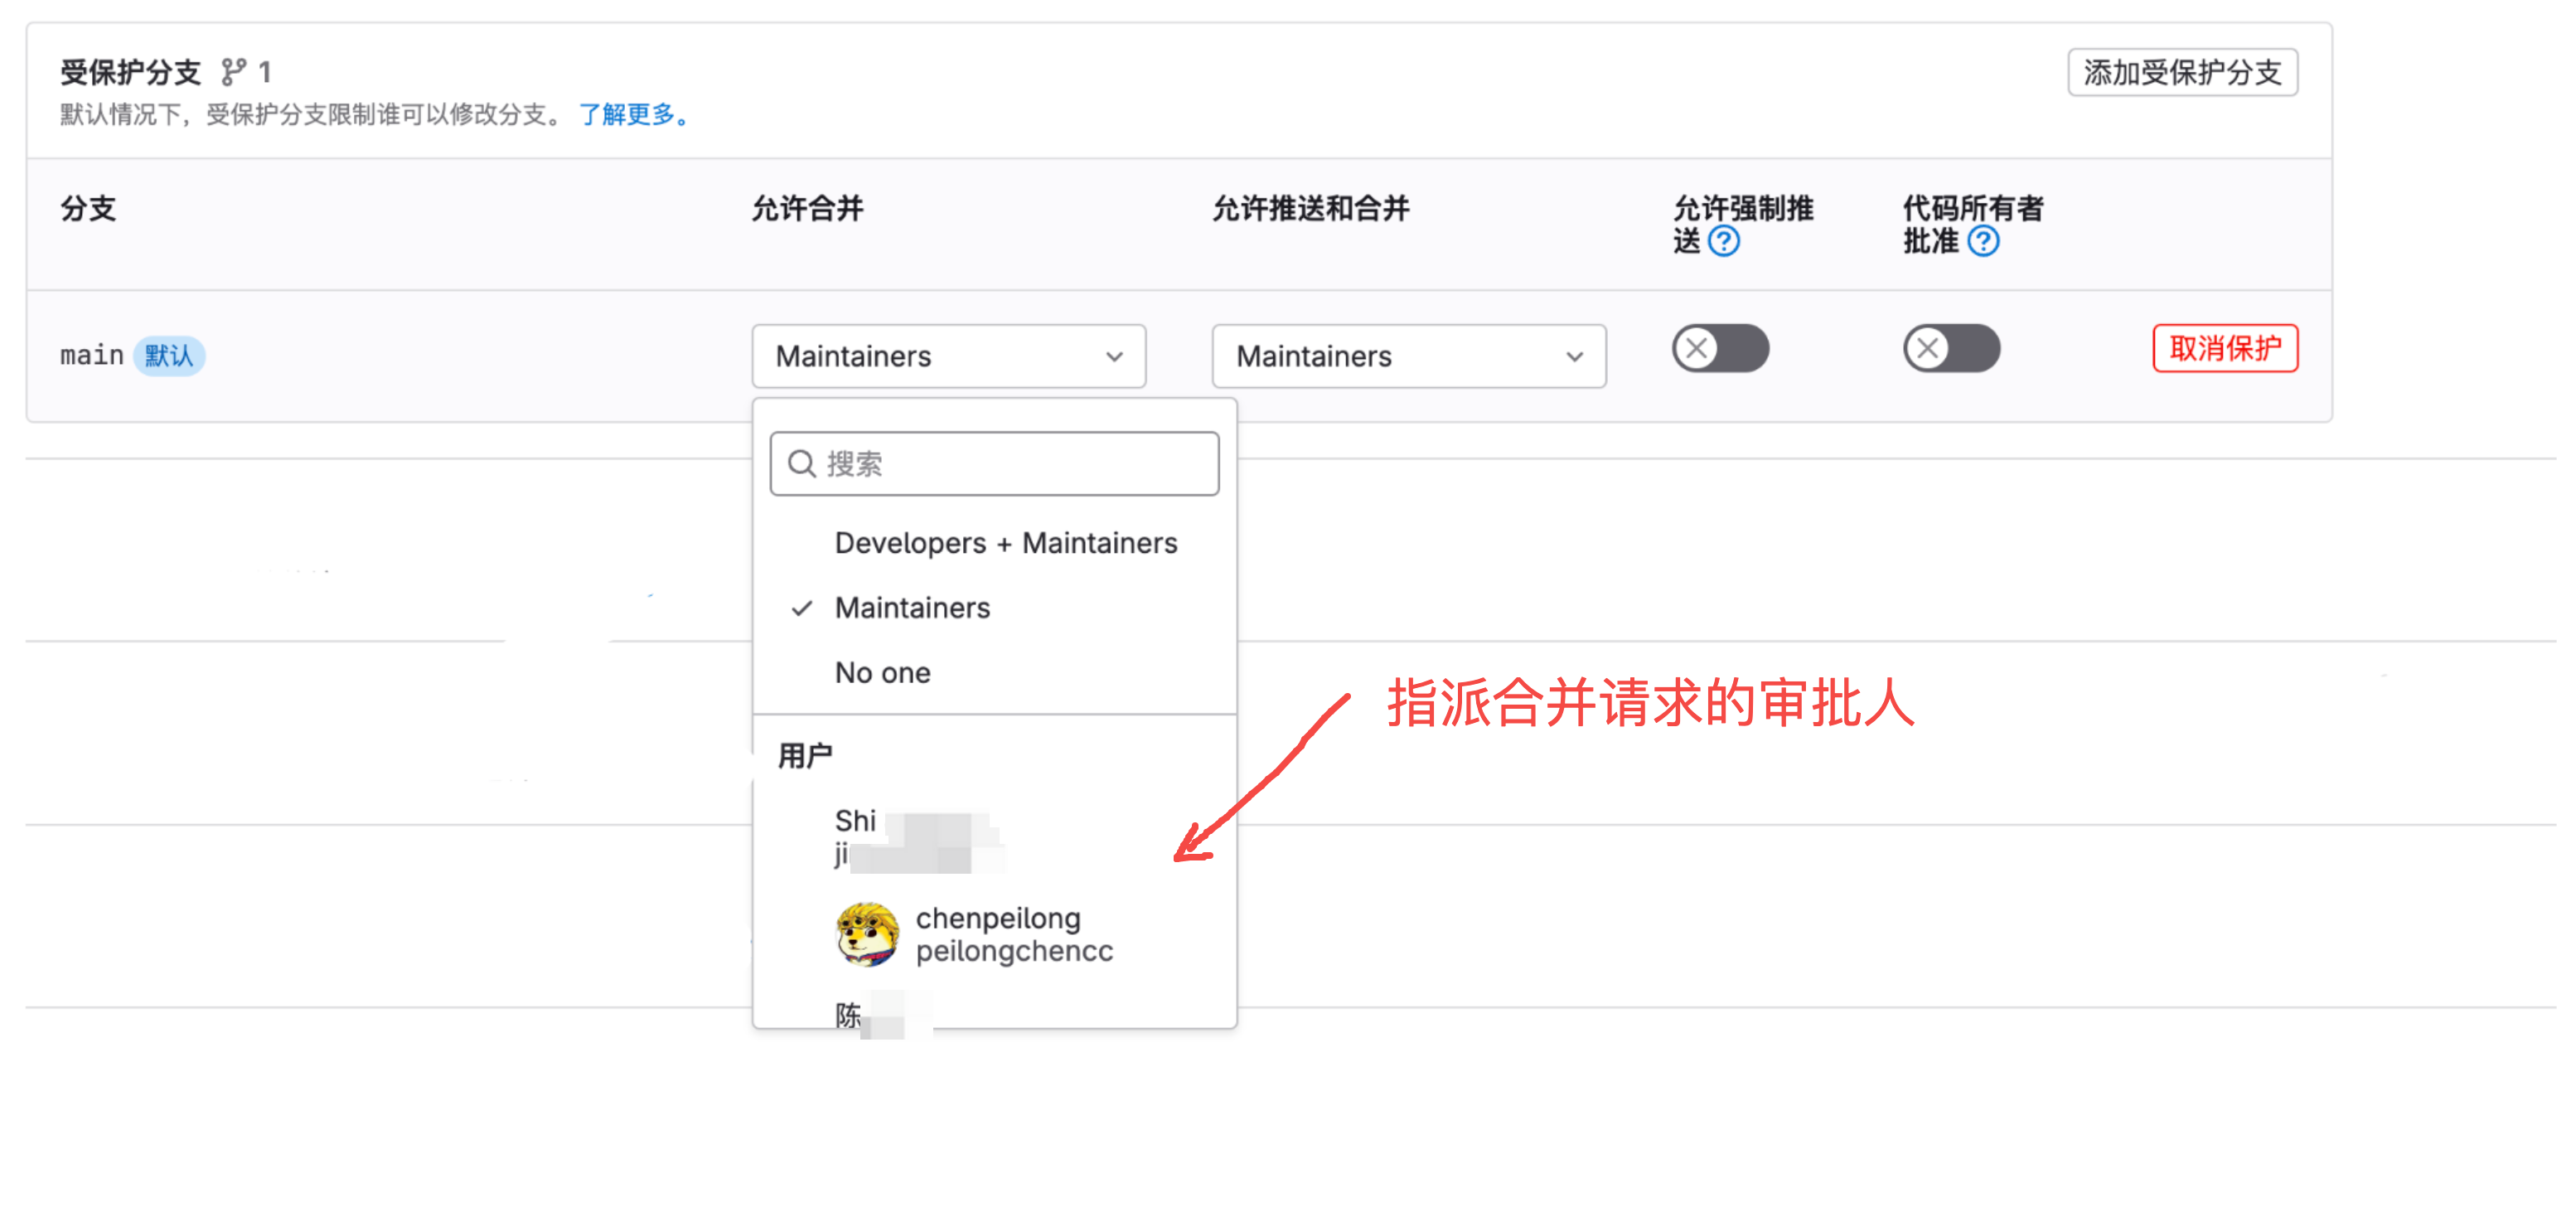 受保护分支 1
添加受保护分支
默认情况下，受保护分支限制谁可以修改分支。 了解更多。
分支
允许合并
允许推送和合并
允许强制推
送
代码所有者
批准
main 默认
Maintainers
Maintainers
取消保护
搜索
Developers + Maintainers
Maintainers
No one
指派合并请求的审批人
用户
Shi
chenpeilong
peilongchencc
陈